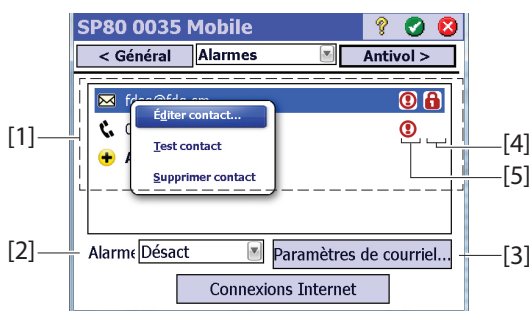 SP80 0035 Mobile
< Général Alarmes Antivol >
Éditer contact...
Test contact
Supprimer contact
[1]
[4]
[5]
[2] Alarme Désact Paramètres de courriel... [3]
Connexions Internet